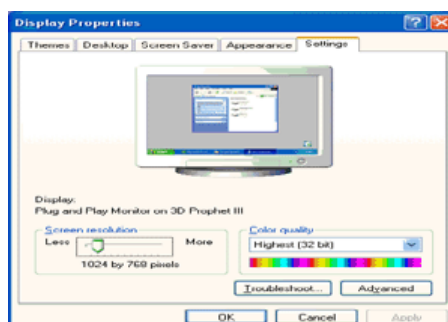 Display Properties
Themes Desktop Screen Saver Appearance Settings
Display:
Plug and Play Monitor on 3D Prophet III
Screen resolution
Less More
1024 by 768 pixels
Color quality
Highest (32 bit)
Troubleshoot... Advanced
OK Cancel Apply